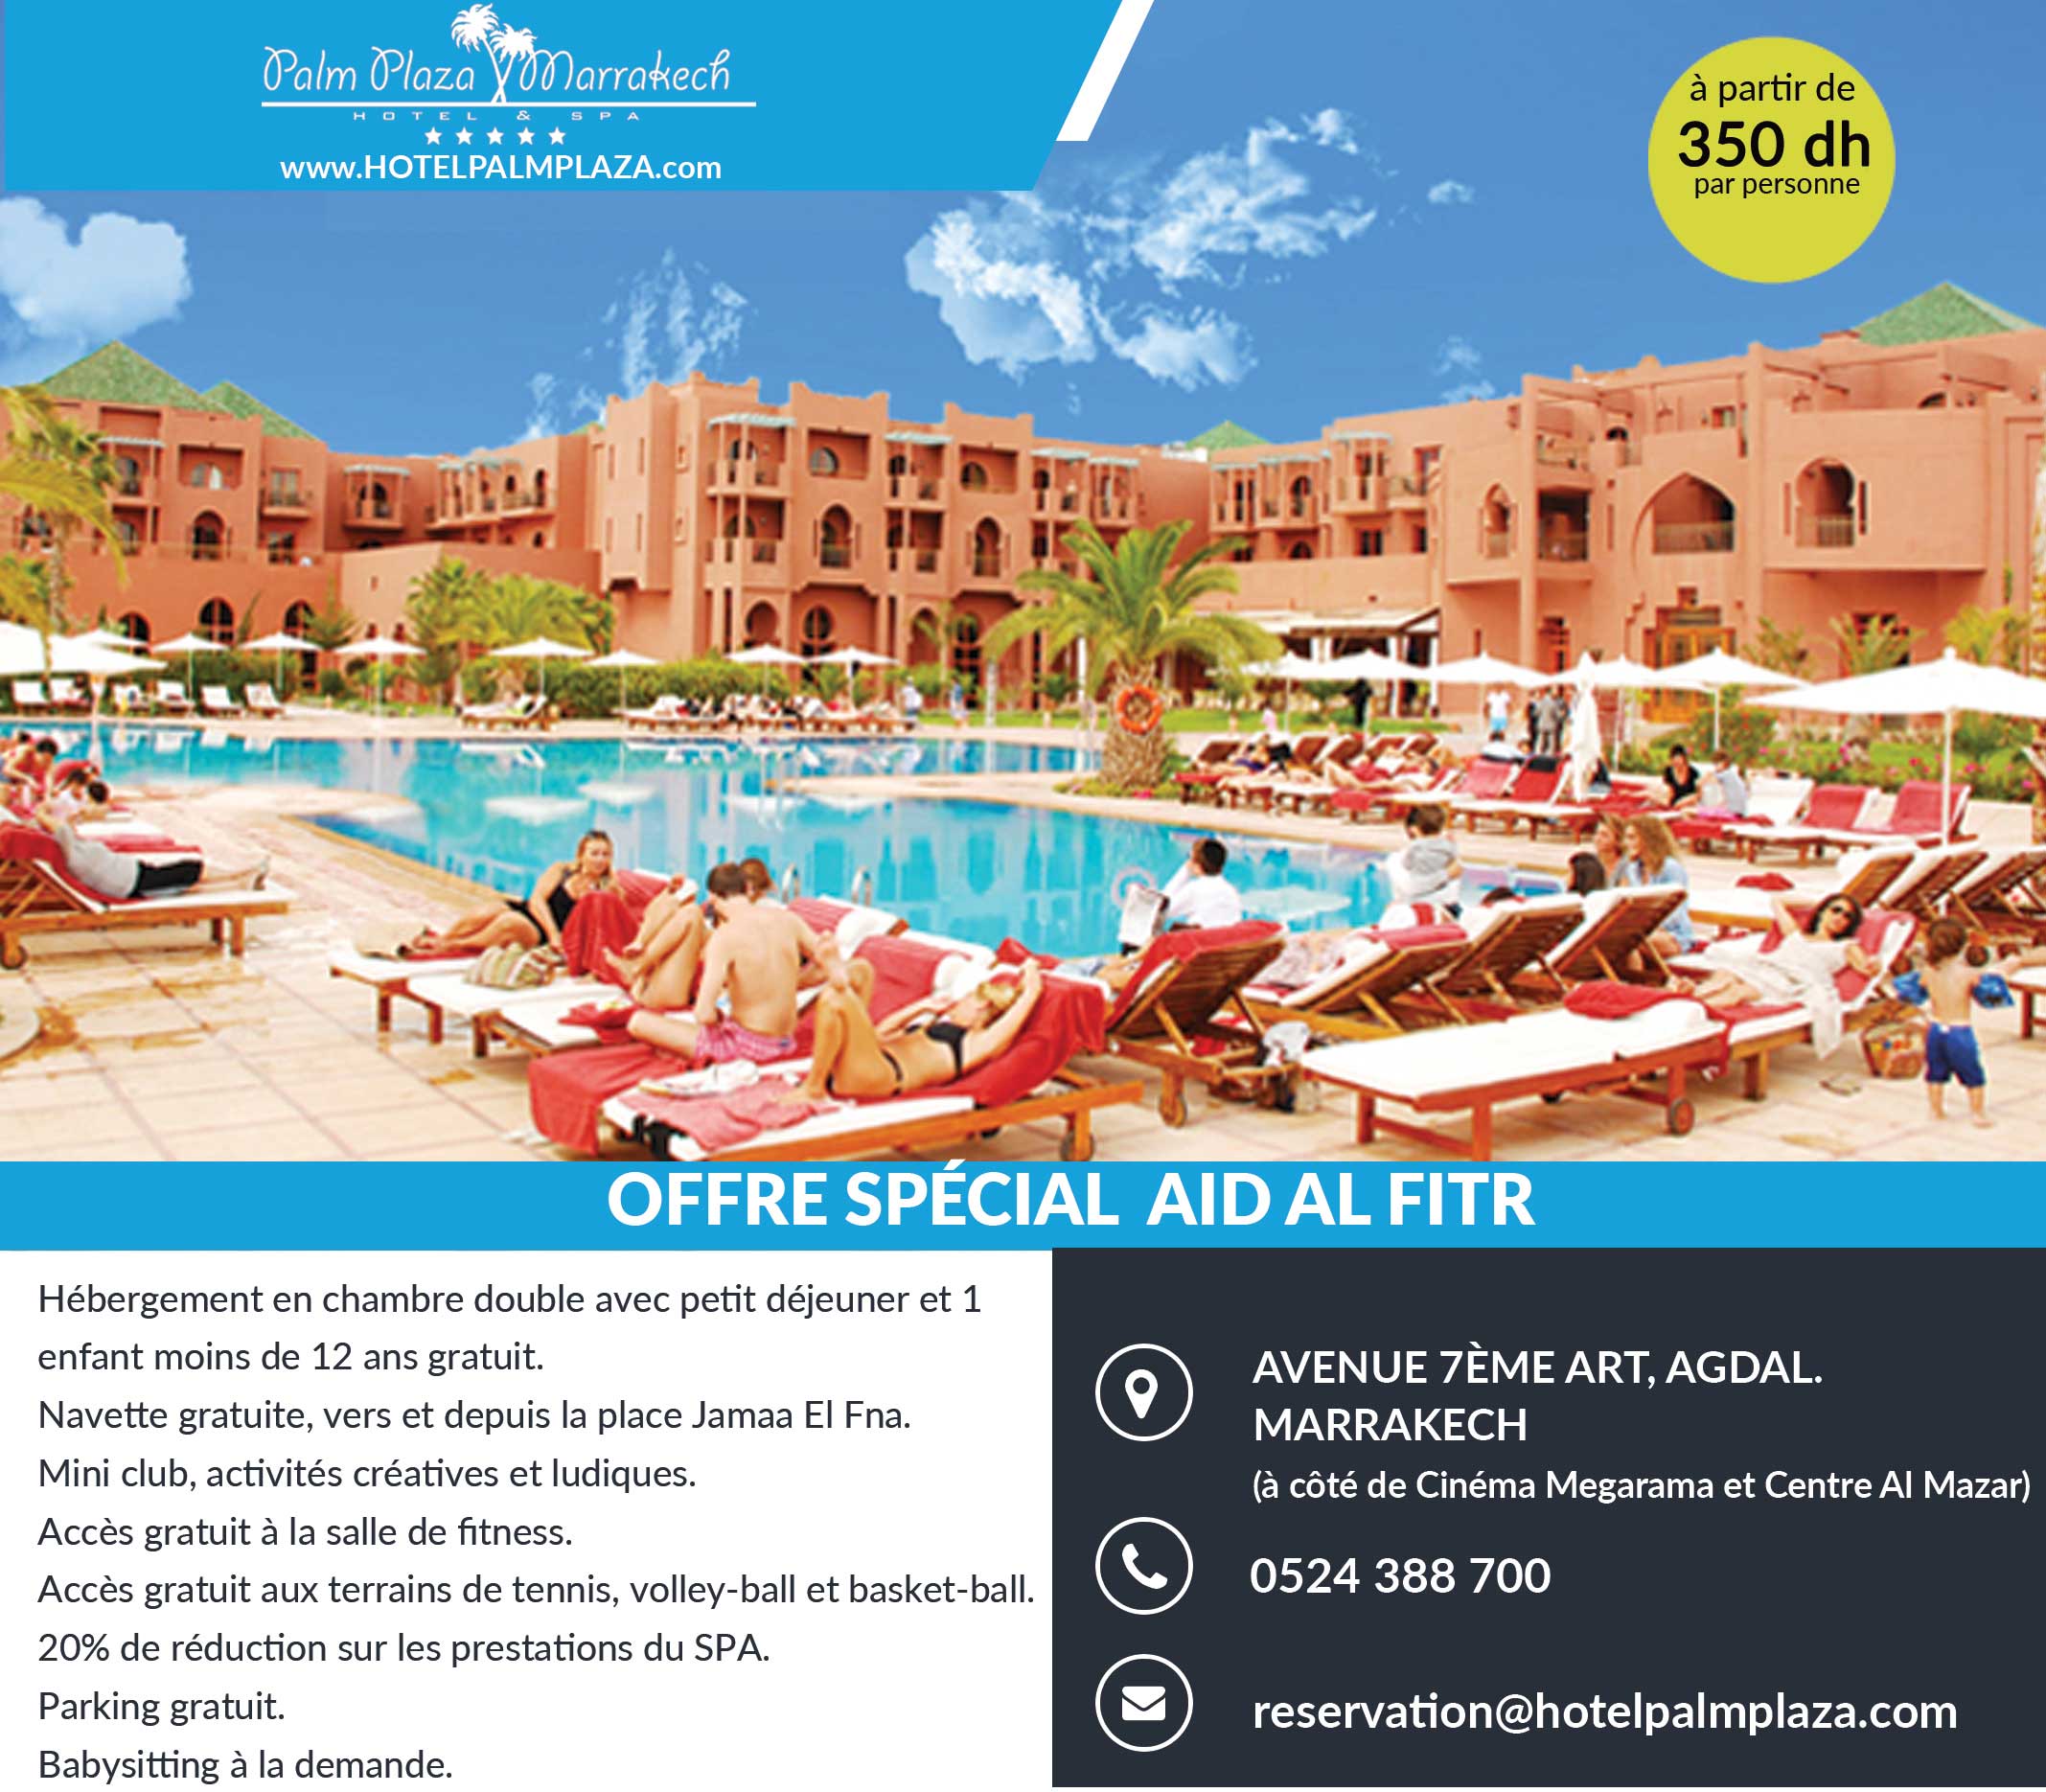 Palm Plaza Marrakech
HOTEL & SPA
www.HOTELPALMPLAZA.com
à partir de
350 dh
par personne
OFFRE SPÉCIAL AID AL FITR
Hébergement en chambre double avec petit déjeuner et 1
enfant moins de 12 ans gratuit.
Navette gratuite, vers et depuis la place Jamaa El Fna.
Mini club, activités créatives et ludiques.
Accès gratuit à la salle de fitness.
Accès gratuit aux terrains de tennis, volley-ball et basket-ball.
20% de réduction sur les prestations du SPA.
Parking gratuit.
Babysitting à la demande.
AVENUE 7ÈME ART, AGDAL.
MARRAKECH
(à côté de Cinéma Megarama et Centre Al Mazar)
0524 388 700
reservation@hotelpalmplaza.com